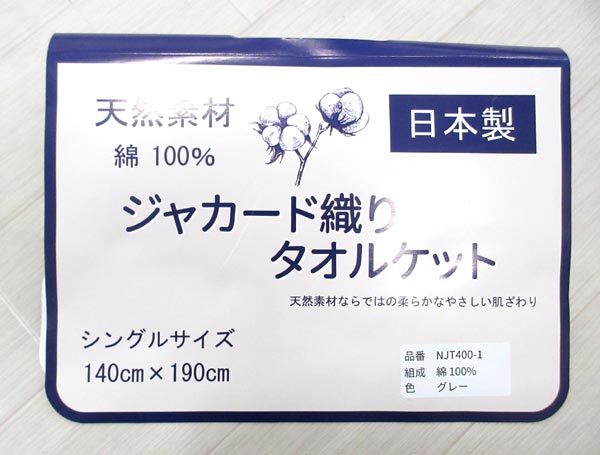 天然素材
綿 100%
日本製
ジャカード織り
タオルケット
天然素材ならではの柔らかなやさしい肌ざわり
シングルサイズ
140cm×190cm
品番 NJT400-1
組成 綿100%
色 グレー